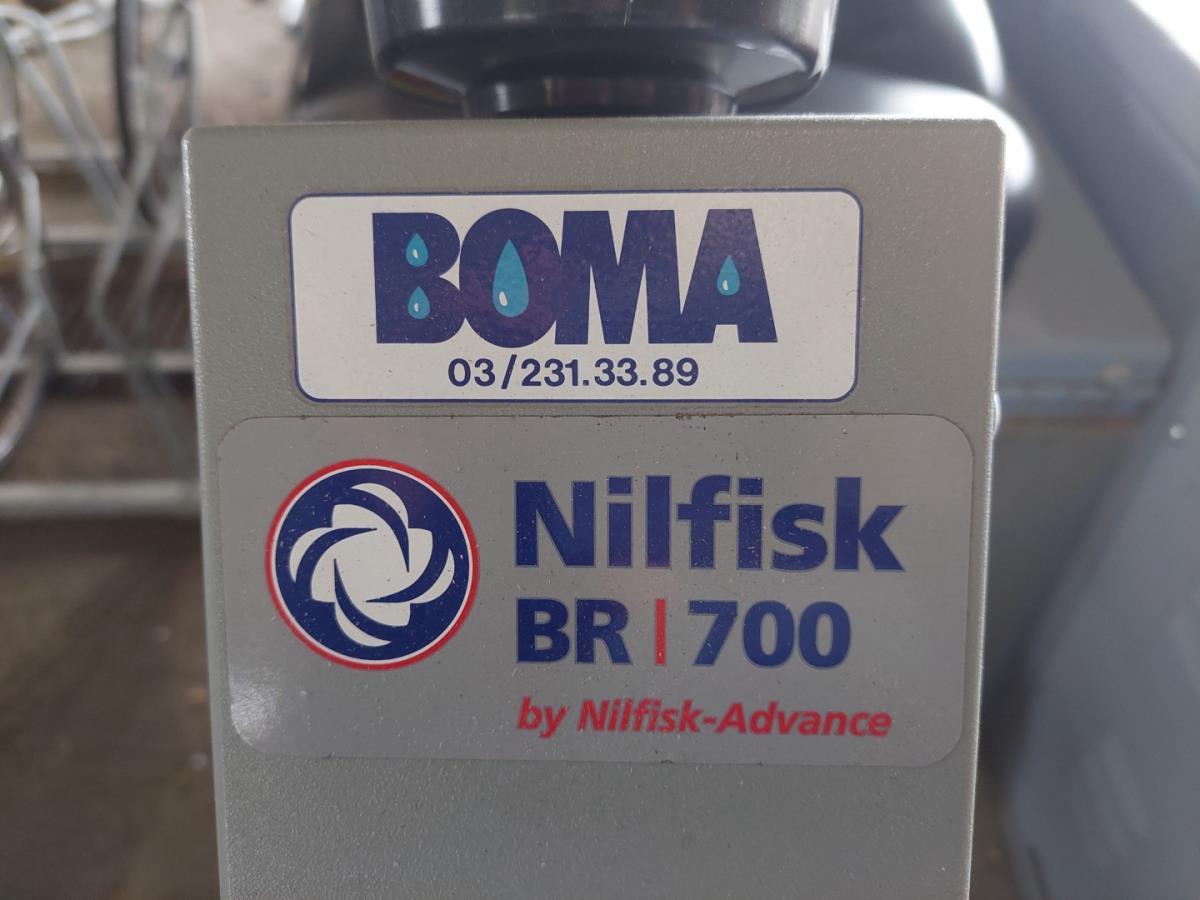 BOMA
03/231.33.89
Nilfisk
BR|700
by Nilfisk-Advance